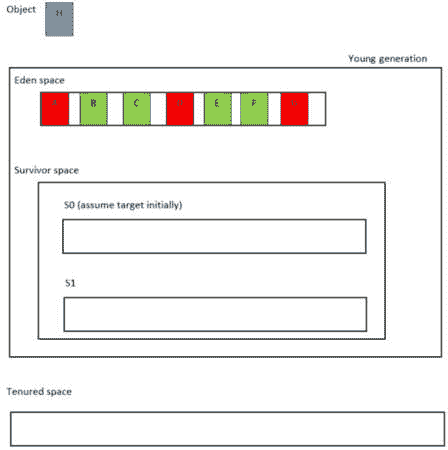 Object H
Young generation
Eden space
A B C D E F G
Survivor space
S0 (assume target initially)
S1
Tenured space